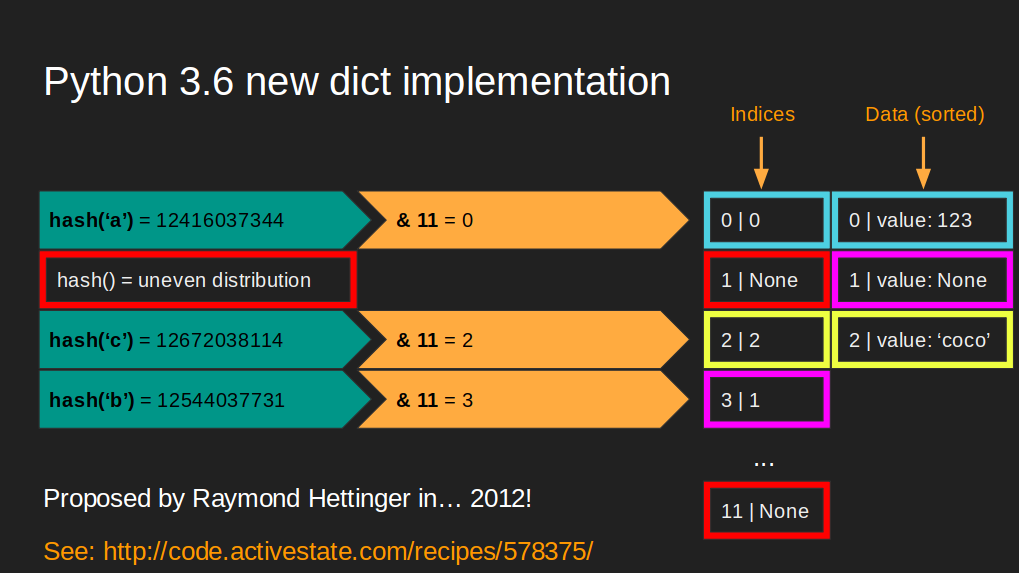 Python 3.6 new dict implementation
Indices
Data (sorted)
hash(‘a’) = 12416037344
& 11 = 0
0 | 0
0 | value: 123
hash() = uneven distribution
1 | None
1 | value: None
hash(‘c’) = 12672038114
& 11 = 2
2 | 2
2 | value: ‘coco’
hash(‘b’) = 12544037731
& 11 = 3
3 | 1
...
11 | None
Proposed by Raymond Hettinger in… 2012!
See: http://code.activestate.com/recipes/578375/